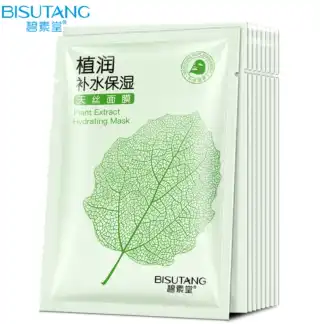 BISUTANG
碧素堂
植润
补水保湿
天丝面膜
Plant Extract
Hydrating Mask
BISUTANG
碧素堂